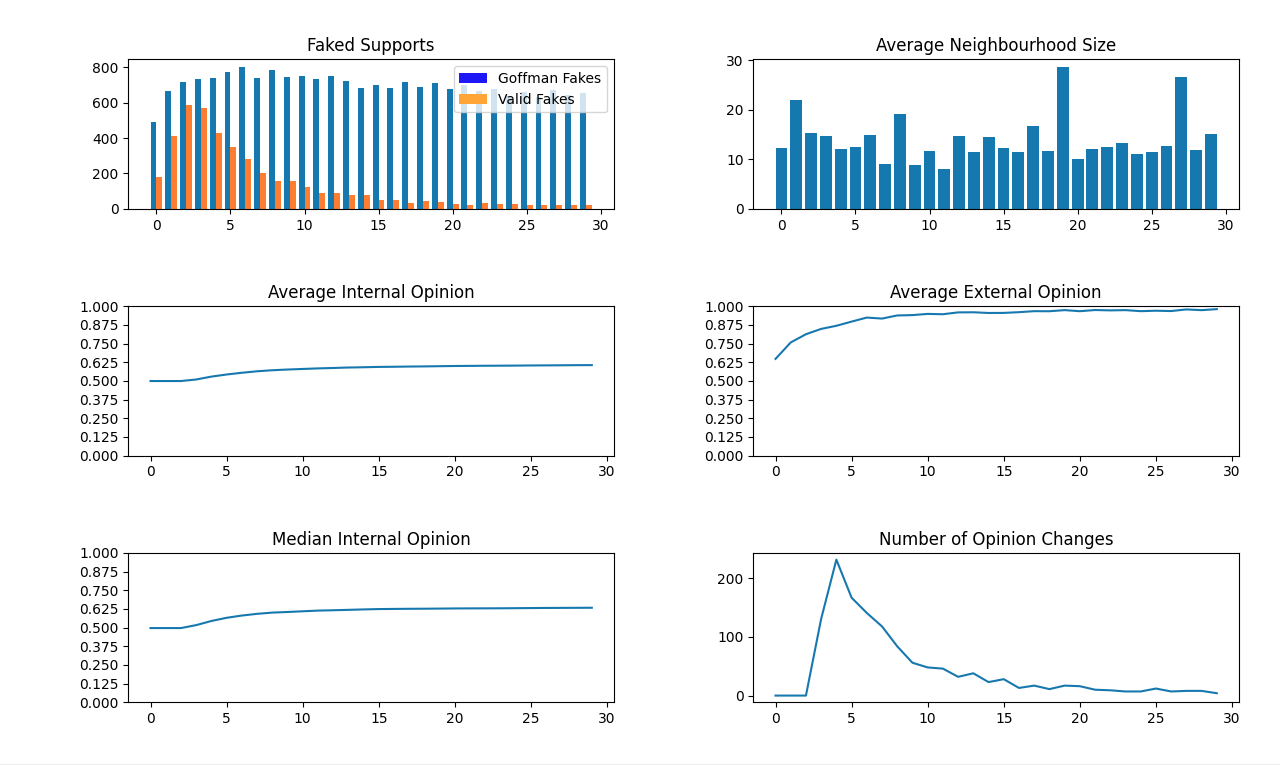 Faked Supports
800
600
400
200
0
Goffman Fakes
Valid Fakes
0 5 10 15 20 25 30
Average Neighbourhood Size
30
20
10
0
0 5 10 15 20 25 30
Average Internal Opinion
1.000
0.875
0.750
0.625
0.500
0.375
0.250
0.125
0.000
0 5 10 15 20 25 30
Average External Opinion
1.000
0.875
0.750
0.625
0.500
0.375
0.250
0.125
0.000
0 5 10 15 20 25 30
Median Internal Opinion
1.000
0.875
0.750
0.625
0.500
0.375
0.250
0.125
0.000
0 5 10 15 20 25 30
Number of Opinion Changes
200
100
0
0 5 10 15 20 25 30